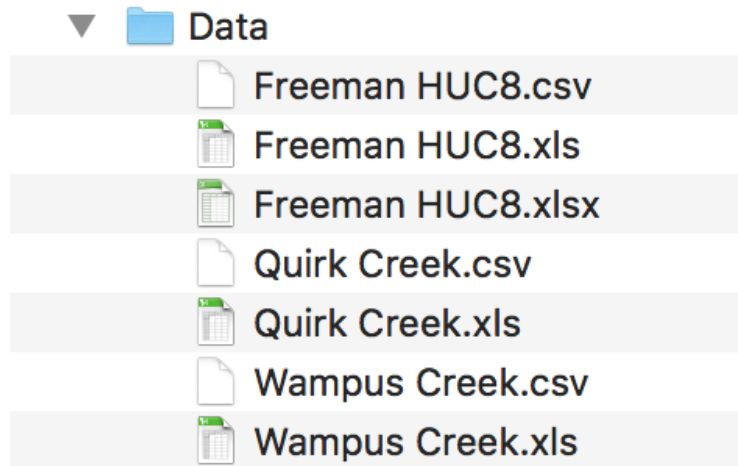 Data
Freeman HUC8.csv
Freeman HUC8.xls
Freeman HUC8.xlsx
Quirk Creek.csv
Quirk Creek.xls
Wampus Creek.csv
Wampus Creek.xls